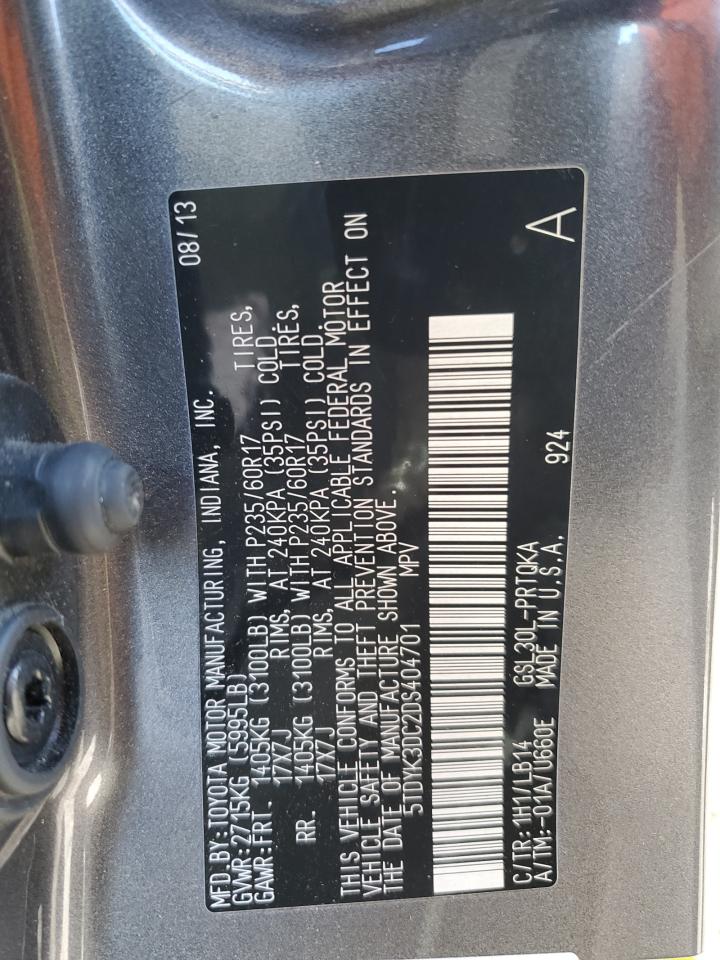 MFD.BY:TOYOTA MOTOR MANUFACTURING, INDIANA, INC. 08/13
GVWR:2715KG (5995LB)
GAWR:FRT. 1405KG (3100LB) WITH P235/60R17 TIRES,
17X7J RIMS, AT 240KPA (35PSI) COLD
RR. 1405KG (3100LB) WITH P235/60R17 TIRES,
17X7J RIMS, AT 240KPA (35PSI) COLD.
THIS VEHICLE CONFORMS TO ALL APPLICABLE FEDERAL MOTOR
VEHICLE SAFETY AND THEFT PREVENTION STANDARDS IN EFFECT ON
THE DATE OF MANUFACTURE SHOWN ABOVE.
5TDYK3DC2DS404701 MPV
C/TR:1H1/LB14 GSL30L-PRTQKA
A/TM:-01A/U660E MADE IN U.S.A. 924 A